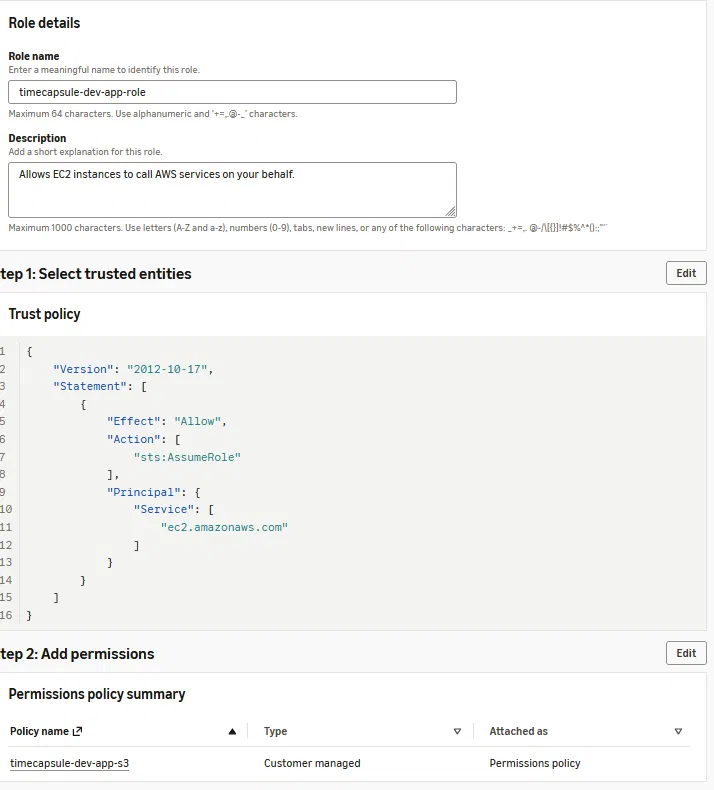 Role details
Role name
Enter a meaningful name to identify this role.
timecapsule-dev-app-role
Maximum 64 characters. Use alphanumeric and '+=,.@-_' characters.
Description
Add a short explanation for this role.
Allows EC2 instances to call AWS services on your behalf.
Maximum 1000 characters. Use letters (A-Z and a-z), numbers (0-9), tabs, new lines, or any of the following characters: _+=,. @-/\[{}]!#$%^*();:"'`
tep 1: Select trusted entities
Edit
Trust policy
1 {
2 "Version": "2012-10-17",
3 "Statement": [
4 {
5 "Effect": "Allow",
6 "Action": [
7 "sts:AssumeRole"
8 ],
9 "Principal": {
10 "Service": [
11 "ec2.amazonaws.com"
12 ]
13 }
14 }
15 ]
16 }
tep 2: Add permissions
Edit
Permissions policy summary
Policy name Type Attached as
timecapsule-dev-app-s3 Customer managed Permissions policy